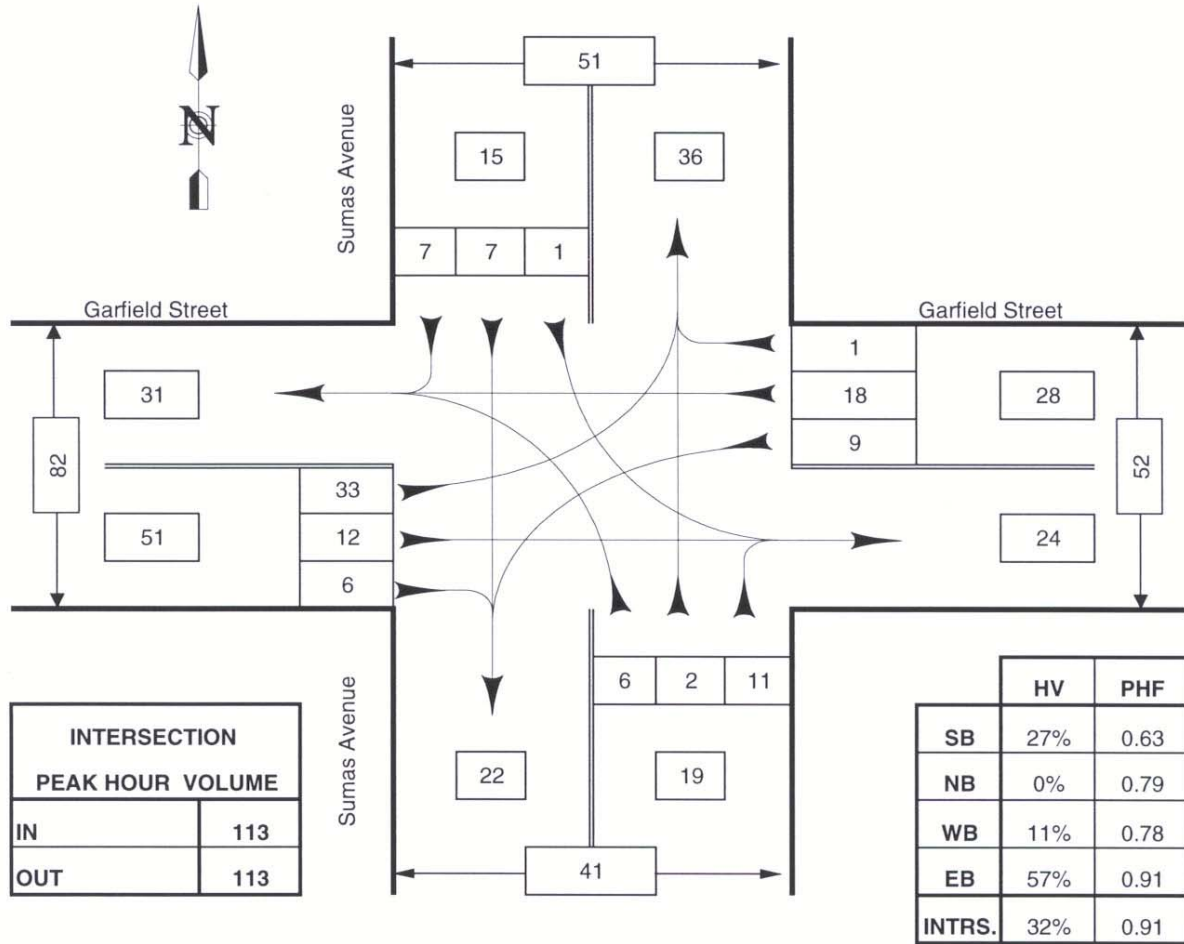 N
Sumas Avenue
51
15
36
7 7 1
Garfield Street
Garfield Street
82
31
1
18
9
28
52
33
12
6
51
24
6 2 11
INTERSECTION
PEAK HOUR VOLUME
IN 113
OUT 113
Sumas Avenue
22
19
41
HV PHF
SB 27% 0.63
NB 0% 0.79
WB 11% 0.78
EB 57% 0.91
INTRS. 32% 0.91